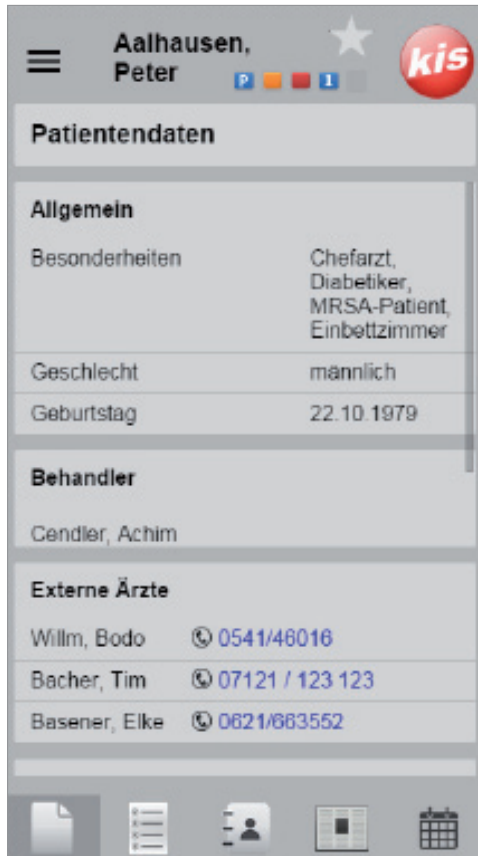 Aalhausen,
Peter
P 1
kis
Patientendaten
Allgemein
Besonderheiten Chefarzt,
Diabetiker,
MRSA-Patient,
Einbettzimmer
Geschlecht männlich
Geburtstag 22.10.1979
Behandler
Cendler, Achim
Externe Ärzte
Willm, Bodo 0541/46016
Bacher, Tim 07121 / 123 123
Basener, Elke 0621/663552